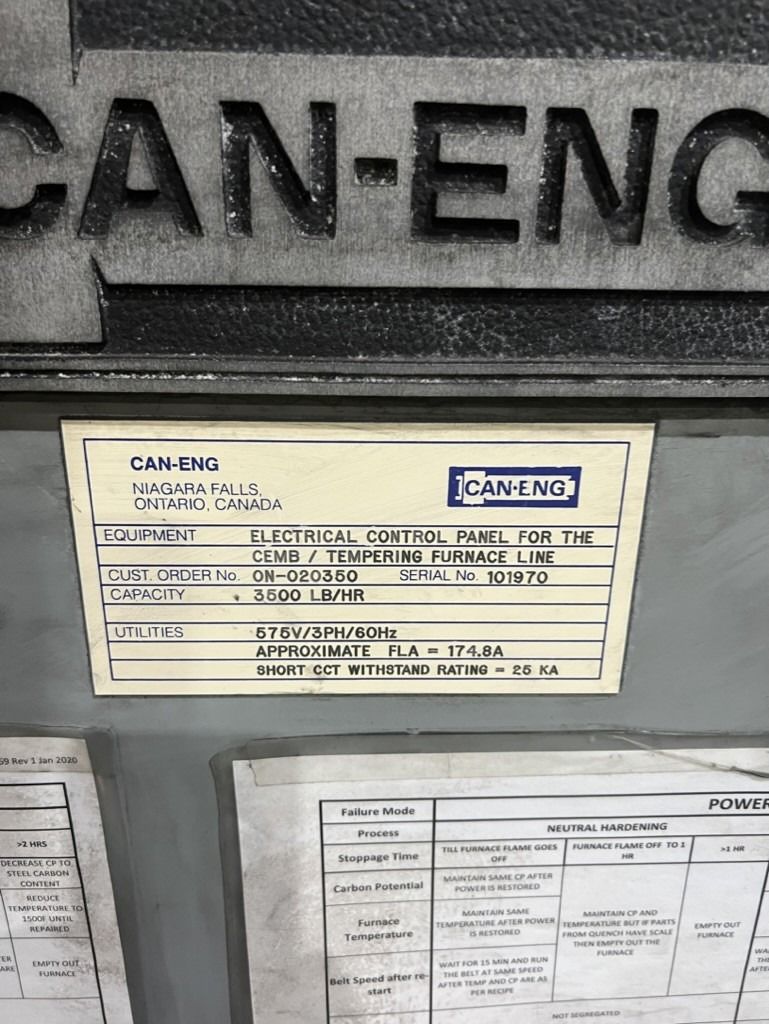 CAN-ENG
CAN-ENG
NIAGARA FALLS,
ONTARIO, CANADA
CAN·ENG
EQUIPMENT ELECTRICAL CONTROL PANEL FOR THE
CEMB / TEMPERING FURNACE LINE
CUST. ORDER No. ON-020350 SERIAL No. 101970
CAPACITY 3500 LB/HR
UTILITIES 575V/3PH/60Hz
APPROXIMATE FLA = 174.8A
SHORT CCT WITHSTAND RATING = 25 KA
59 Rev 1 Jan 2020
>2 HRS
DECREASE CP TO
STEEL CARBON
CONTENT
REDUCE
TEMPERATURE TO
1500F UNTIL
REPAIRED
EMPTY OUT
FURNACE
Failure Mode POWER
Process NEUTRAL HARDENING
Stoppage Time
TILL FURNACE FLAME GOES
OFF
FURNACE FLAME OFF TO 1
HR
>1 HR
Carbon Potential
MAINTAIN SAME CP AFTER
POWER IS RESTORED
Furnace
Temperature
MAINTAIN SAME
TEMPERATURE AFTER POWER
IS RESTORED
MAINTAIN CP AND
TEMPERATURE BUT IF PARTS
FROM QUENCH HAVE SCALE
THEN EMPTY OUT THE
FURNACE
EMPTY OUT
FURNACE
Belt Speed after re-
start
WAIT FOR 15 MIN AND RUN
THE BELT AT SAME SPEED
AFTER TEMP AND CP ARE AS
PER RECIPE
NOT SEGREGATED